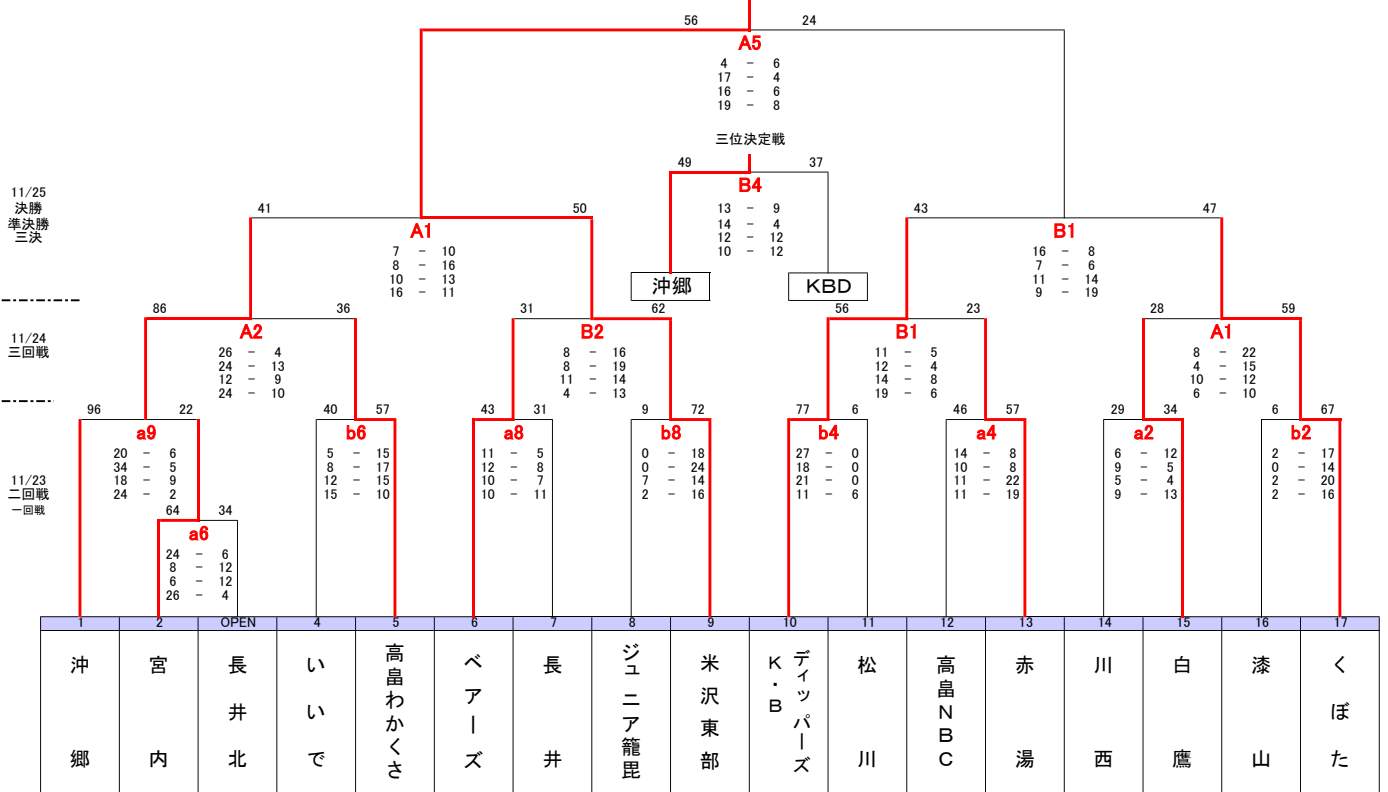 56 24
A5
4 - 6
17 - 4
16 - 6
19 - 8
三位決定戦
49 37
B4
13 - 9
14 - 4
12 - 12
10 - 12
沖郷 KBD
11/25
決勝
準決勝
三決
41 50
A1
7 - 10
8 - 16
10 - 13
16 - 11
43 47
B1
16 - 8
7 - 6
11 - 14
9 - 19
11/24
三回戦
86 36
A2
26 - 4
24 - 13
12 - 9
24 - 10
31 62
B2
8 - 16
8 - 19
11 - 14
4 - 13
56 23
B1
11 - 5
12 - 4
14 - 8
19 - 6
28 59
A1
8 - 22
4 - 15
10 - 12
6 - 10
11/23
二回戦
一回戦
96 22
a9
20 - 6
34 - 5
18 - 9
24 - 2
40 57
b6
5 - 15
8 - 17
12 - 15
15 - 10
43 31
a8
11 - 5
12 - 8
10 - 7
10 - 11
9 72
b8
0 - 18
0 - 24
7 - 14
2 - 16
77 6
b4
27 - 0
18 - 0
21 - 0
11 - 6
46 57
a4
14 - 8
10 - 8
11 - 22
11 - 19
29 34
a2
6 - 12
9 - 5
5 - 4
9 - 13
6 67
b2
2 - 17
0 - 14
2 - 20
2 - 16
64 34
a6
24 - 6
8 - 12
6 - 12
26 - 4
1 2 OPEN 4 5 6 7 8 9 10 11 12 13 14 15 16 17
沖郷
宮内
長井北
いいで
高畠わかくさ
ベアーズ
長井
ジュニア籠毘
米沢東部
K・B
ディッパーズ
松川
高畠NBC
赤湯
川西
白鷹
漆山
くぼた